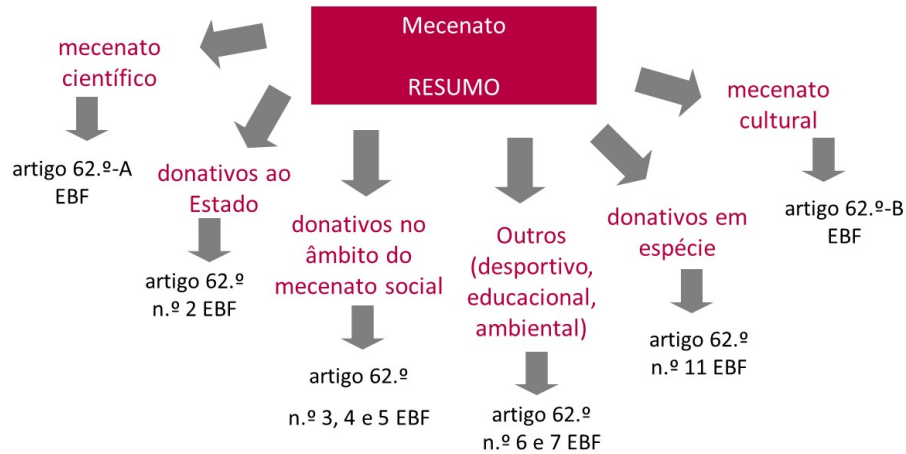 Mecenato
RESUMO
mecenato
científico
artigo 62.º-A
EBF
donativos ao
Estado
artigo 62.º
n.º 2 EBF
donativos no
âmbito do
mecenato social
artigo 62.º
n.º 3, 4 e 5 EBF
Outros
(desportivo,
educacional,
ambiental)
artigo 62.º
n.º 6 e 7 EBF
donativos em
espécie
artigo 62.º
n.º 11 EBF
mecenato
cultural
artigo 62.º-B
EBF